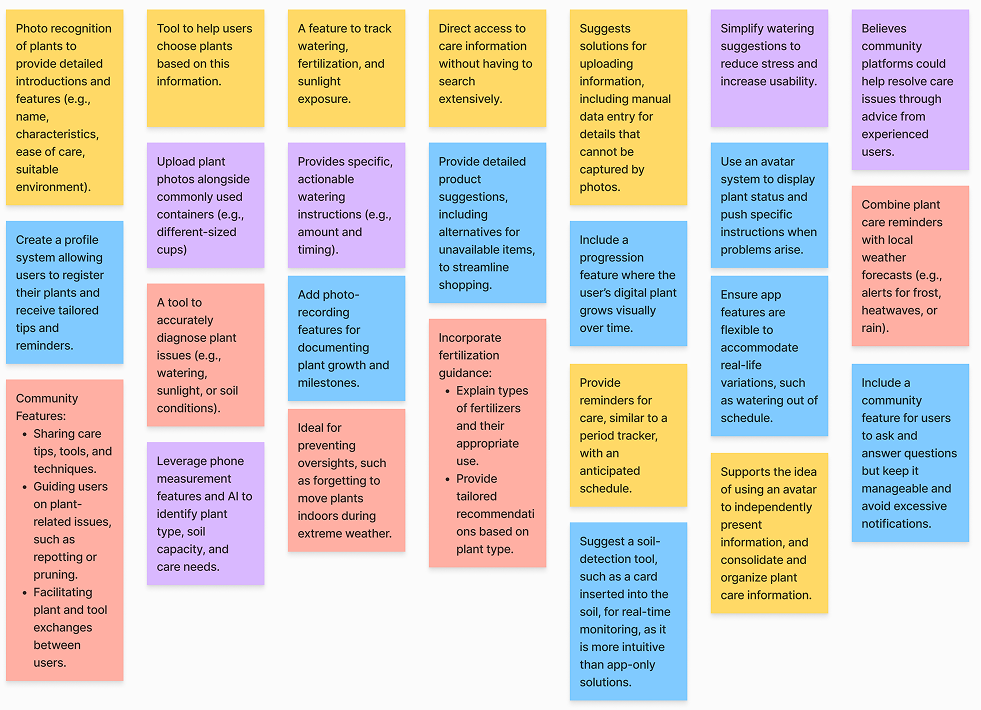 Photo recognition
of plants to
provide detailed
introductions and
features (e.g.,
name,
characteristics,
ease of care,
suitable
environment).
Create a profile
system allowing
users to register
their plants and
receive tailored
tips and
reminders.
Community
Features:
• Sharing care
tips, tools, and
techniques.
• Guiding users
on plant-
related issues,
such as
repotting or
pruning.
• Facilitating
plant and tool
exchanges
between
users.
Tool to help users
choose plants
based on this
information.
Upload plant
photos alongside
commonly used
containers (e.g.,
different-sized
cups)
A tool to
accurately
diagnose plant
issues (e.g.,
watering,
sunlight, or soil
conditions).
Leverage phone
measurement
features and AI to
identify plant
type, soil
capacity, and
care needs.
A feature to track
watering,
fertilization, and
sunlight
exposure.
Provides specific,
actionable
watering
instructions (e.g.,
amount and
timing).
Add photo-
recording
features for
documenting
plant growth and
milestones.
Ideal for
preventing
oversights, such
as forgetting to
move plants
indoors during
extreme weather.
Direct access to
care information
without having to
search
extensively.
Provide detailed
product
suggestions,
including
alternatives for
unavailable items,
to streamline
shopping.
Incorporate
fertilization
guidance:
• Explain types
of fertilizers
and their
appropriate
use.
• Provide
tailored
recommendati
ons based on
plant type.
Suggests
solutions for
uploading
information,
including manual
data entry for
details that
cannot be
captured by
photos.
Include a
progression
feature where the
user's digital plant
grows visually
over time.
Provide
reminders for
care, similar to a
period tracker,
with an
anticipated
schedule.
Suggest a soil-
detection tool,
such as a card
inserted into the
soil, for real-time
monitoring, as it
is more intuitive
than app-only
solutions.
Simplify watering
suggestions to
reduce stress and
increase usability.
Use an avatar
system to display
plant status and
push specific
instructions when
problems arise.
Ensure app
features are
flexible to
accommodate
real-life
variations, such
as watering out of
schedule.
Supports the idea
of using an avatar
to independently
present
information, and
consolidate and
organize plant
care information.
Believes
community
platforms could
help resolve care
issues through
advice from
experienced
users.
Combine plant
care reminders
with local
weather
forecasts (e.g.,
alerts for frost,
heatwaves, or
rain).
Include a
community
feature for users
to ask and
answer questions
but keep it
manageable and
avoid excessive
notifications.